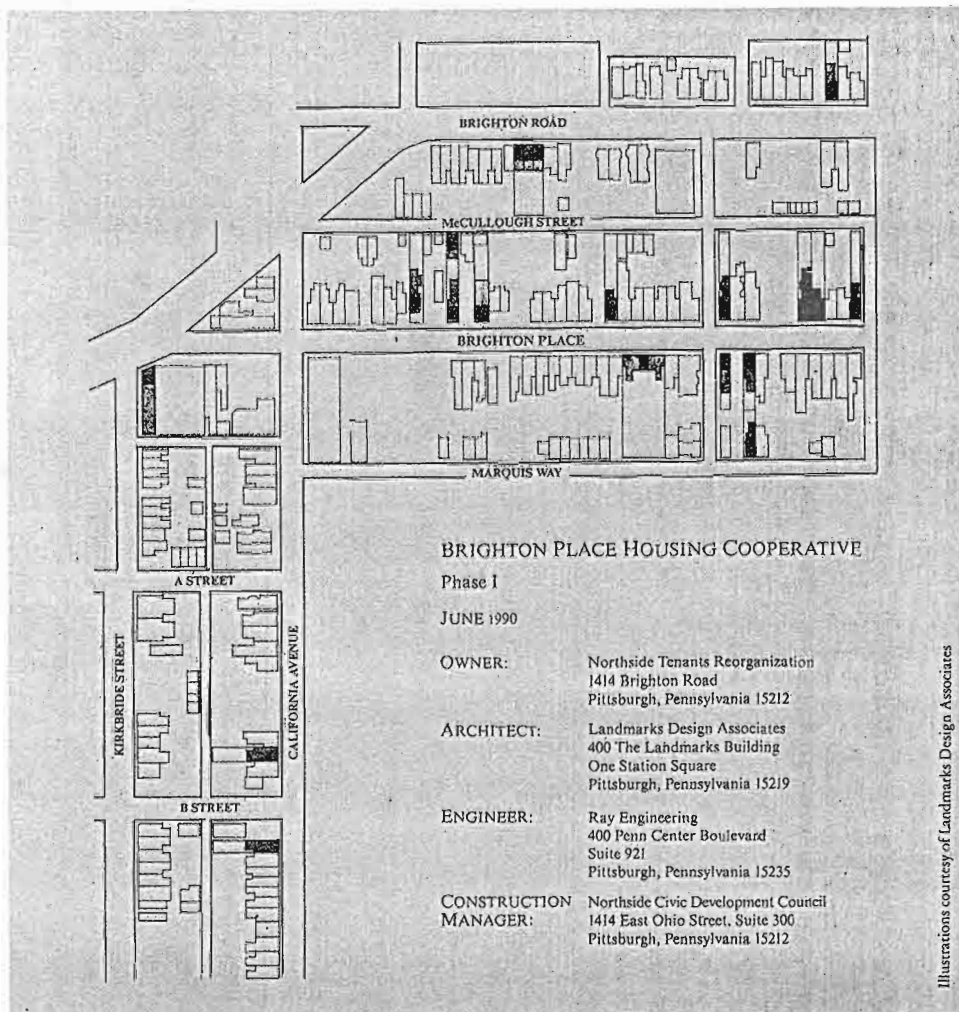 BRIGHTON ROAD
McCULLOUGH STREET
BRIGHTON PLACE
MARQUIS WAY
A STREET
KIRKBRIDE STREET
CALIFORNIA AVENUE
B STREET
BRIGHTON PLACE HOUSING COOPERATIVE
Phase I
JUNE 1990
OWNER: Northside Tenants Reorganization
1414 Brighton Road
Pittsburgh, Pennsylvania 15212
ARCHITECT: Landmarks Design Associates
400 The Landmarks Building
One Station Square
Pittsburgh, Pennsylvania 15219
ENGINEER: Ray Engineering
400 Penn Center Boulevard
Suite 921
Pittsburgh, Pennsylvania 15235
CONSTRUCTION Northside Civic Development Council
MANAGER: 1414 East Ohio Street, Suite 300
Pittsburgh, Pennsylvania 15212
Illustrations courtesy of Landmarks Design Associates